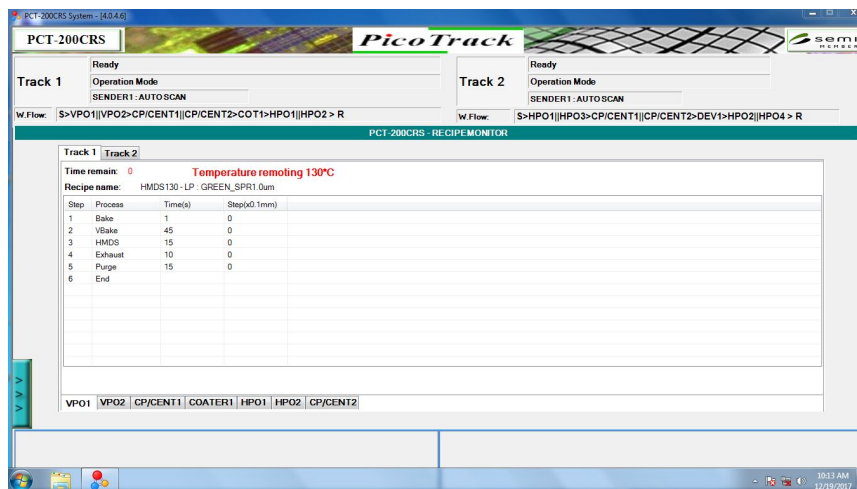 PCT-200CRS System - [4.0.4.6]
PCT-200CRS
PicoTrack
semi
MEMBER
Track 1
Ready
Operation Mode
SENDER1 : AUTO SCAN
Track 2
Ready
Operation Mode
SENDER1 : AUTO SCAN
W.Flow: S>VPO1||VPO2>CP/CENT1||CP/CENT2>COT1>HPO1||HPO2 > R
W.Flow: S>HPO1||HPO3>CP/CENT1||CP/CENT2>DEV1>HPO2||HPO4 > R
PCT-200CRS - RECIPEMONITOR
Track 1 Track 2
Time remain: 0 Temperature remoting 130°C
Recipe name: HMDS130 - LP : GREEN_SPR1.0um
Step Process Time(s) Step(x0.1mm)
1 Bake 1 0
2 VBake 45 0
3 HMDS 15 0
4 Exhaust 10 0
5 Purge 15 0
6 End
>
>
>
VPO1 VPO2 CP/CENT1 COATER1 HPO1 HPO2 CP/CENT2
10:13 AM
12/19/2017